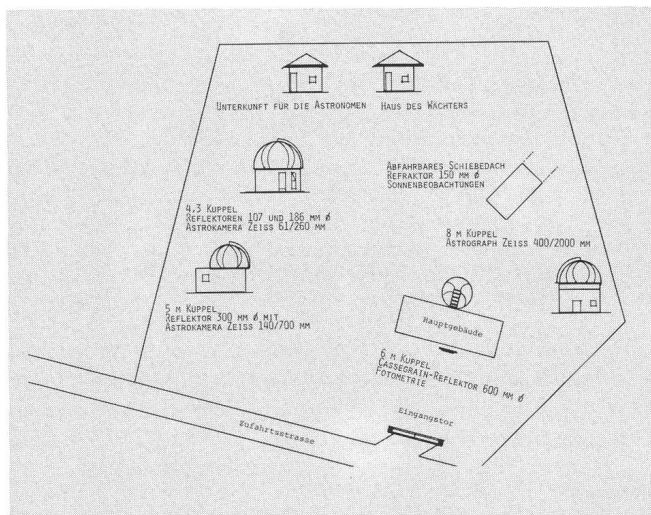 UNTERKUNFT FÜR DIE ASTRONOMEN
HAUS DES WÄCHTERS
ABFAHRBARES SCHIEBEDACH
REFRAKTOR 150 MM Ø
SONNENBEOBACHTUNGEN
4,3 KUPPEL
REFLEKTOREN 107 UND 186 MM Ø
ASTROKAMERA ZEISS 61/260 MM
8 M KUPPEL
ASTROGRAPH ZEISS 400/2000 MM
5 M KUPPEL
REFLEKTOR 300 MM Ø MIT
ASTROKAMERA ZEISS 140/700 MM
Hauptgebäude
6 M KUPPEL
CASSEGRAIN-REFLEKTOR 600 MM Ø
FOTOMETRIE
Eingangstor
Zufahrtsstrasse